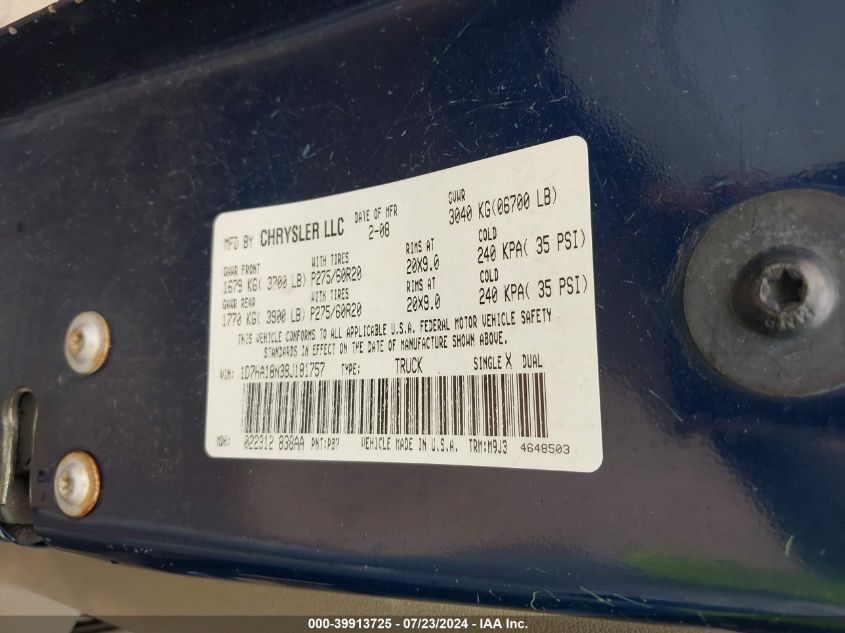 MFD BY CHRYSLER LLC DATE OF MFR 2-08 GVWR 3040 KG(06700 LB)
GAWR FRONT WITH TIRES RIMS AT COLD
1679 KG( 3700 LB) P275/60R20 20X9.0 240 KPA( 35 PSI)
GAWR REAR WITH TIRES RIMS AT COLD
1770 KG( 3900 LB) P275/60R20 20X9.0 240 KPA( 35 PSI)
THIS VEHICLE CONFORMS TO ALL APPLICABLE U.S.A. FEDERAL MOTOR VEHICLE SAFETY
STANDARDS IN EFFECT ON THE DATE OF MANUFACTURE SHOWN ABOVE.
VIN: 1D7HA18N38J181757 TYPE: TRUCK SINGLE X DUAL
MDH: 022312 838AA PNT:PB7 VEHICLE MADE IN U.S.A. TRM:M9J3 4648503
000-39913725 - 07/23/2024 - IAA Inc.